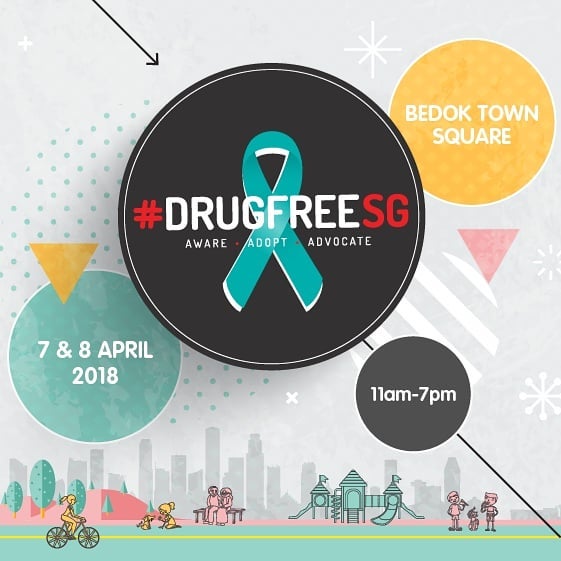 BEDOK TOWN
SQUARE
#DRUGFREESG
AWARE • ADOPT • ADVOCATE
7 & 8 APRIL
2018
11am-7pm